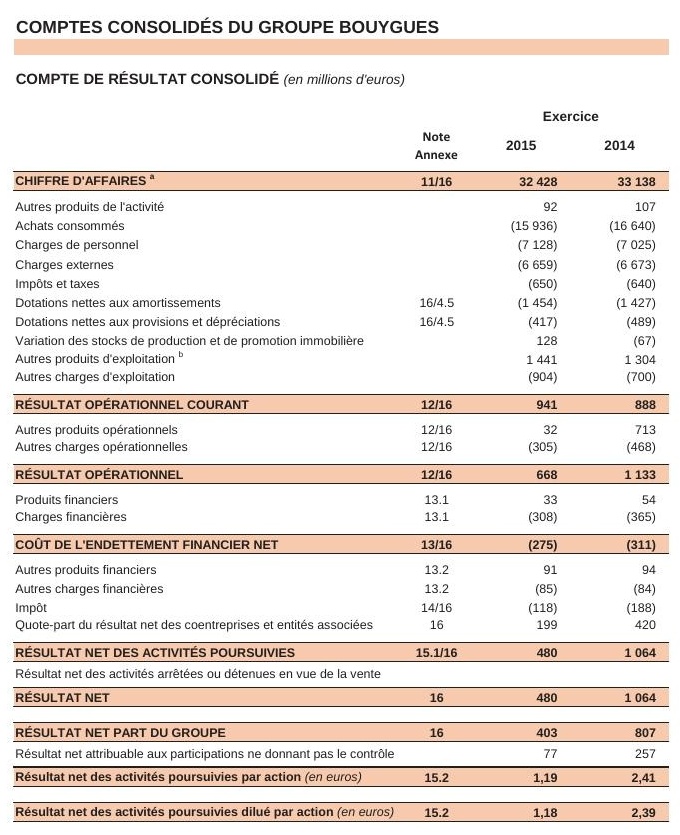 COMPTES CONSOLIDÉS DU GROUPE BOUYGUES
COMPTE DE RÉSULTAT CONSOLIDÉ (en millions d'euros)
Exercice
Note Annexe 2015 2014
CHIFFRE D'AFFAIRES a 11/16 32 428 33 138
Autres produits de l'activité 92 107
Achats consommés (15 936) (16 640)
Charges de personnel (7 128) (7 025)
Charges externes (6 659) (6 673)
Impôts et taxes (650) (640)
Dotations nettes aux amortissements 16/4.5 (1 454) (1 427)
Dotations nettes aux provisions et dépréciations 16/4.5 (417) (489)
Variation des stocks de production et de promotion immobilière 128 (67)
Autres produits d'exploitation b 1 441 1 304
Autres charges d'exploitation (904) (700)
RÉSULTAT OPÉRATIONNEL COURANT 12/16 941 888
Autres produits opérationnels 12/16 32 713
Autres charges opérationnelles 12/16 (305) (468)
RÉSULTAT OPÉRATIONNEL 12/16 668 1 133
Produits financiers 13.1 33 54
Charges financières 13.1 (308) (365)
COÛT DE L'ENDETTEMENT FINANCIER NET 13/16 (275) (311)
Autres produits financiers 13.2 91 94
Autres charges financières 13.2 (85) (84)
Impôt 14/16 (118) (188)
Quote-part du résultat net des coentreprises et entités associées 16 199 420
RÉSULTAT NET DES ACTIVITÉS POURSUIVIES 15.1/16 480 1 064
Résultat net des activités arrêtées ou détenues en vue de la vente
RÉSULTAT NET 16 480 1 064
RÉSULTAT NET PART DU GROUPE 16 403 807
Résultat net attribuable aux participations ne donnant pas le contrôle 77 257
Résultat net des activités poursuivies par action (en euros) 15.2 1,19 2,41
Résultat net des activités poursuivies dilué par action (en euros) 15.2 1,18 2,39